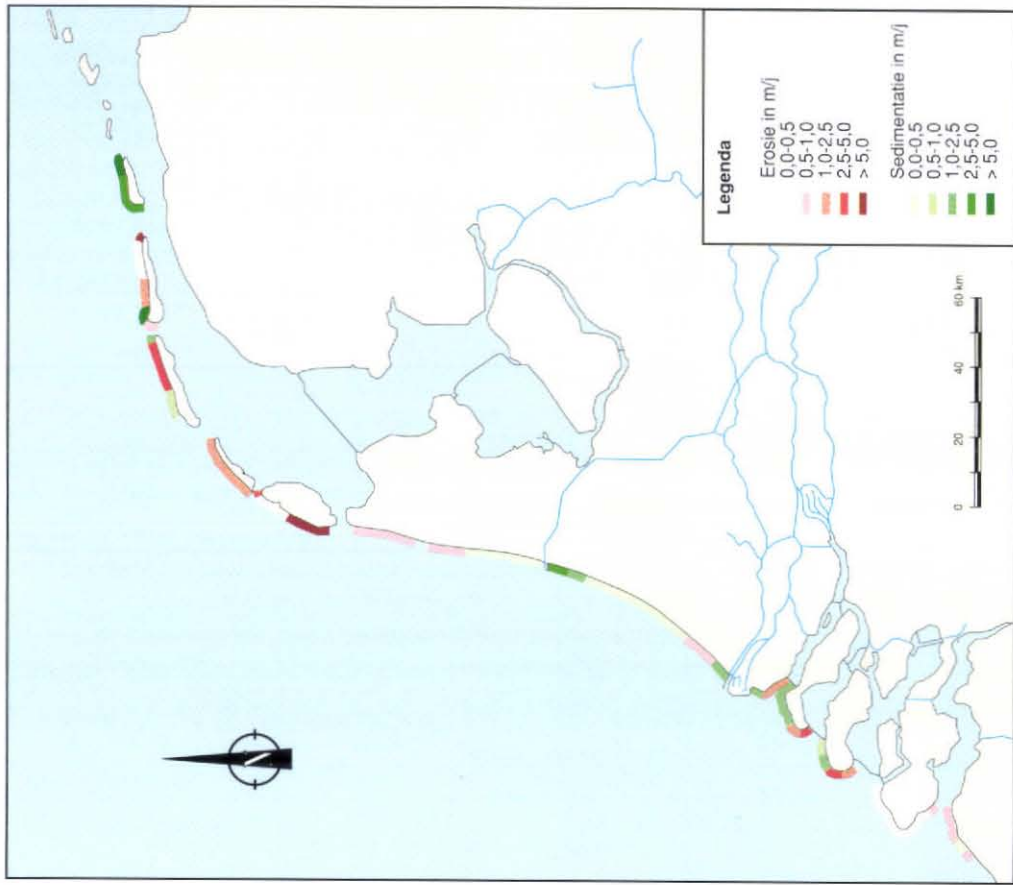 Legenda
Erosie in m/j
0,0-0,5
0,5-1,0
1,0-2,5
2,5-5,0
> 5,0
Sedimentatie in m/j
0,0-0,5
0,5-1,0
1,0-2,5
2,5-5,0
> 5,0
0 20 40 60 km